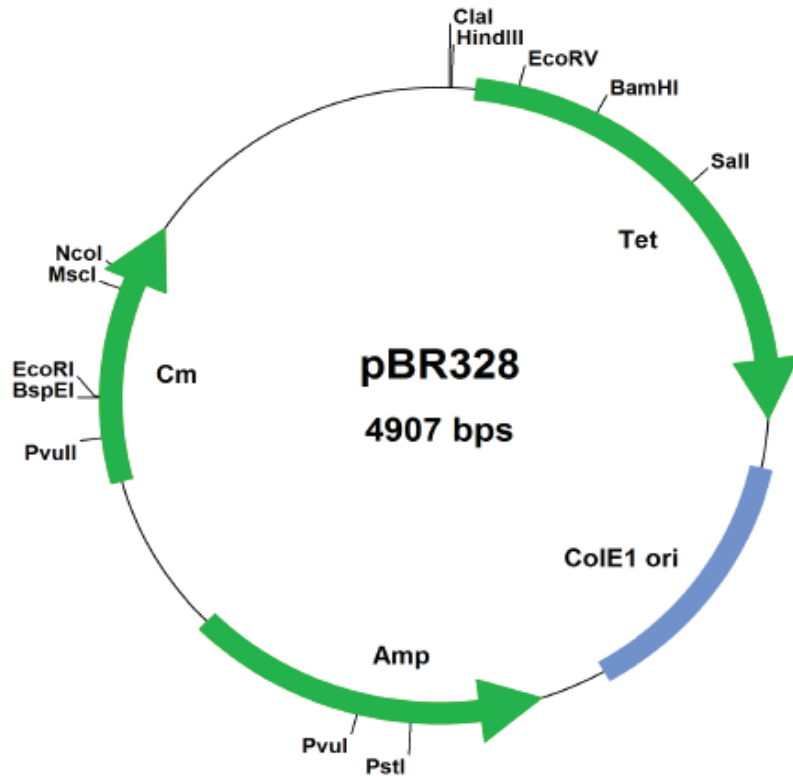 ClaI
HindIII
EcoRV
BamHI
SalI
Tet
NcoI
MscI
EcoRI
BspEI
Cm
PvuII
pBR328
4907 bps
ColE1 ori
Amp
PvuI
PstI